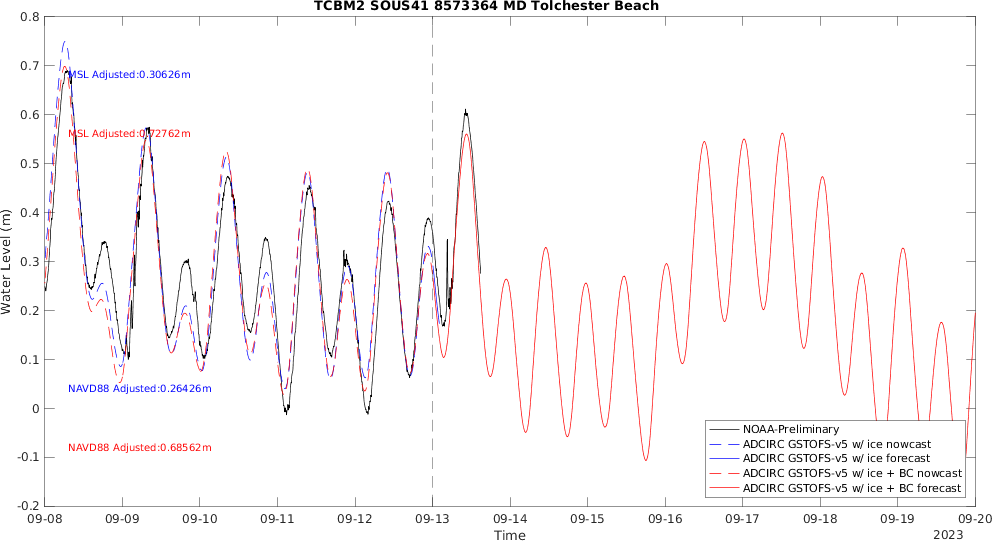 TCBM2 SOUS41 8573364 MD Tolchester Beach
0.8
0.7
0.6
0.5
0.4
0.3
0.2
0.1
0
-0.1
-0.2
Water Level (m)
MSL Adjusted:0.30626m
MSL Adjusted:0.72762m
NAVD88 Adjusted:0.26426m
NAVD88 Adjusted:0.68562m
NOAA-Preliminary
ADCIRC GSTOFS-v5 w/ ice nowcast
ADCIRC GSTOFS-v5 w/ ice forecast
ADCIRC GSTOFS-v5 w/ ice + BC nowcast
ADCIRC GSTOFS-v5 w/ ice + BC forecast
09-08 09-09 09-10 09-11 09-12 09-13 09-14 09-15 09-16 09-17 09-18 09-19 09-20
Time
2023